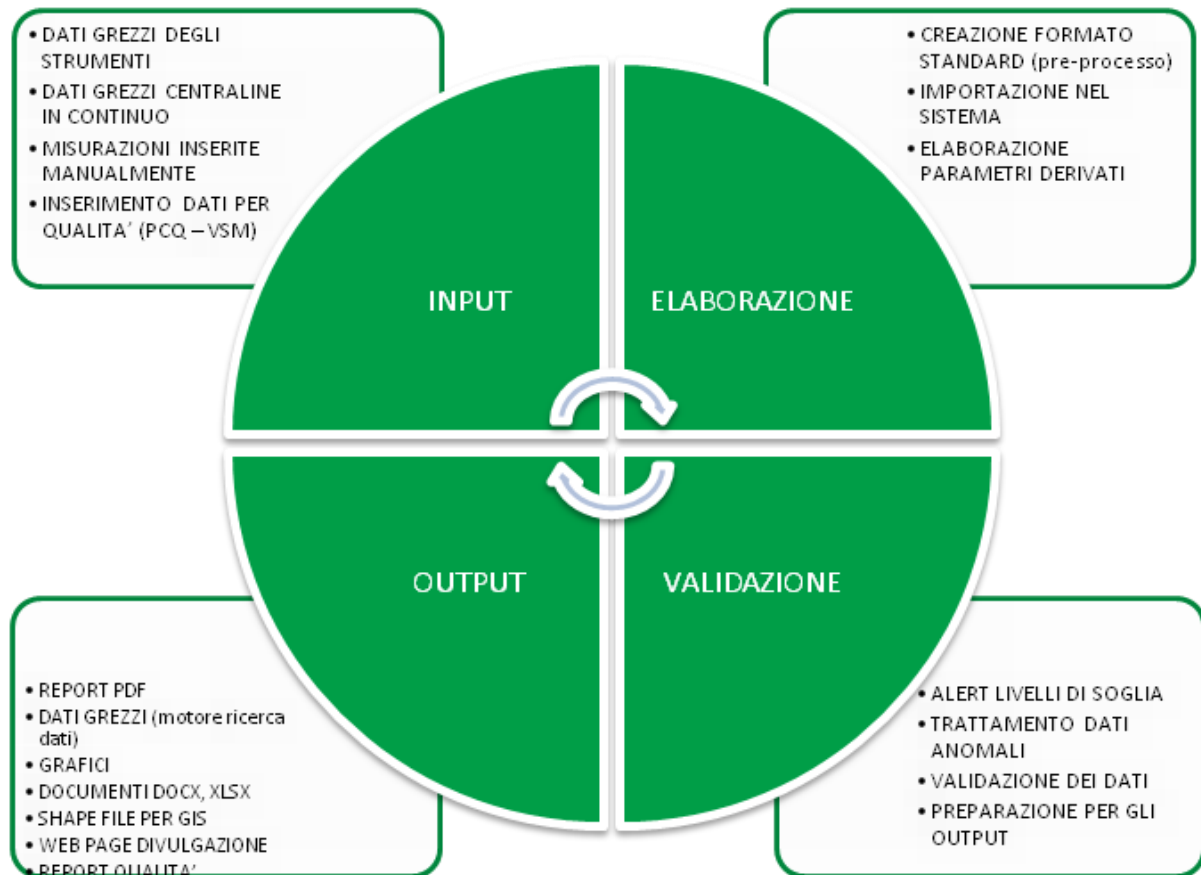 • DATI GREZZI DEGLI
STRUMENTI
• DATI GREZZI CENTRALINE
IN CONTINUO
• MISURAZIONI INSERITE
MANUALMENTE
• INSERIMENTO DATI PER
QUALITA’ (PCQ – VSM)
• CREAZIONE FORMATO
STANDARD (pre-processo)
• IMPORTAZIONE NEL
SISTEMA
• ELABORAZIONE
PARAMETRI DERIVATI
INPUT
ELABORAZIONE
OUTPUT
VALIDAZIONE
• REPORT PDF
• DATI GREZZI (motore ricerca
dati)
• GRAFICI
• DOCUMENTI DOCX, XLSX
• SHAPE FILE PER GIS
• WEB PAGE DIVULGAZIONE
• REPORT QUALITA’
• ALERT LIVELLI DI SOGLIA
• TRATTAMENTO DATI
ANOMALI
• VALIDAZIONE DEI DATI
• PREPARAZIONE PER GLI
OUTPUT